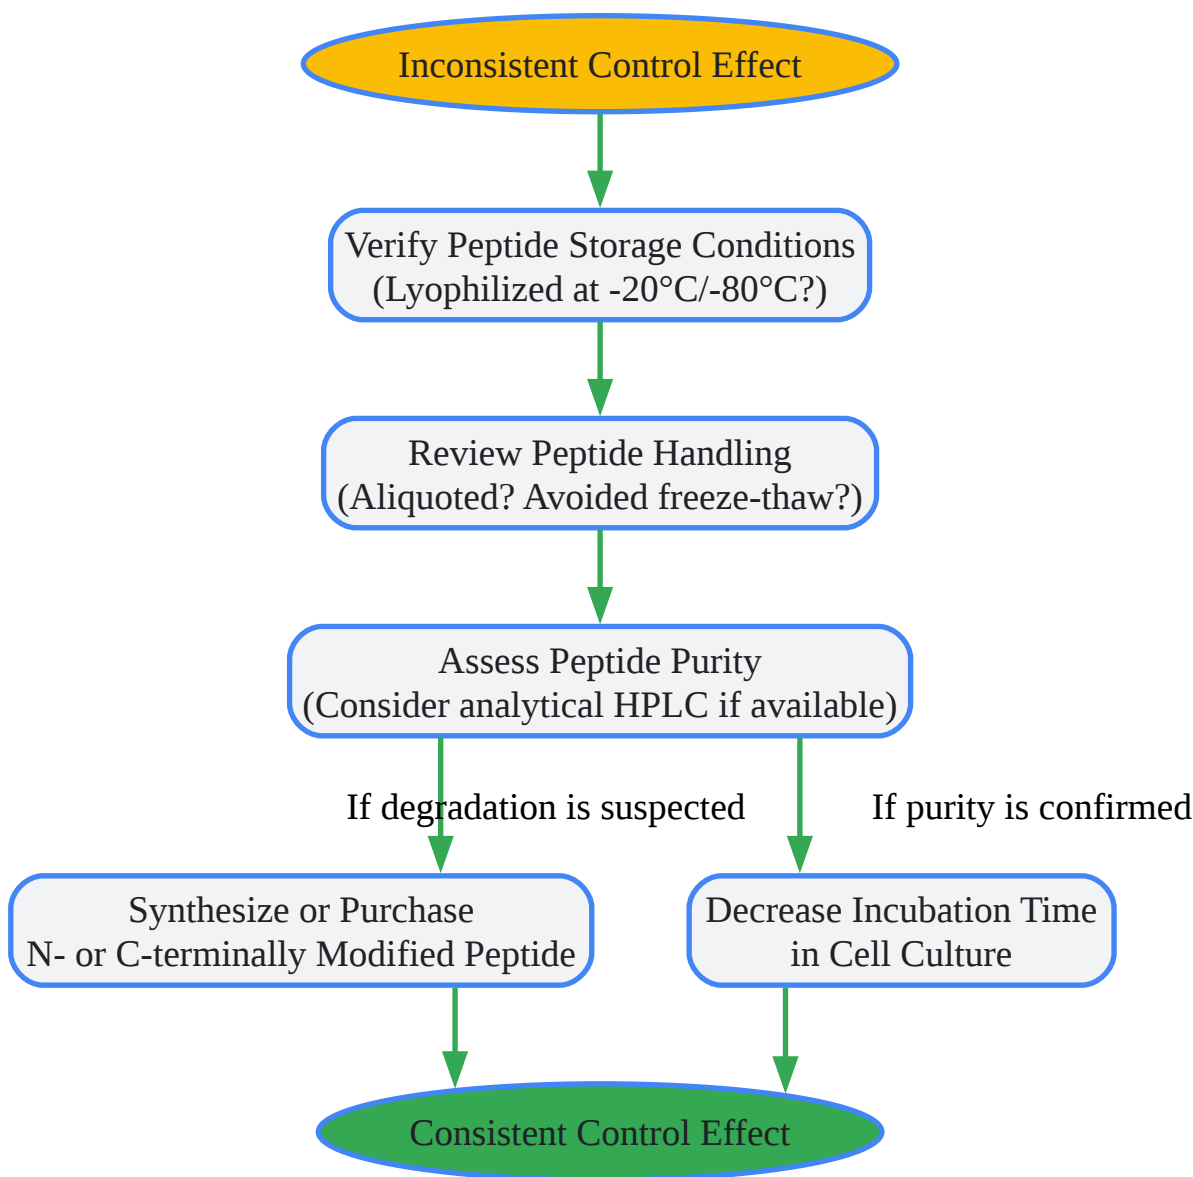 Inconsistent Control Effect
Verify Peptide Storage Conditions
(Lyophilized at -20°C/-80°C?)
Review Peptide Handling
(Aliquoted? Avoided freeze-thaw?)
Assess Peptide Purity
(Consider analytical HPLC if available)
If degradation is suspected
If purity is confirmed
Synthesize or Purchase
N- or C-terminally Modified Peptide
Decrease Incubation Time
in Cell Culture
Consistent Control Effect